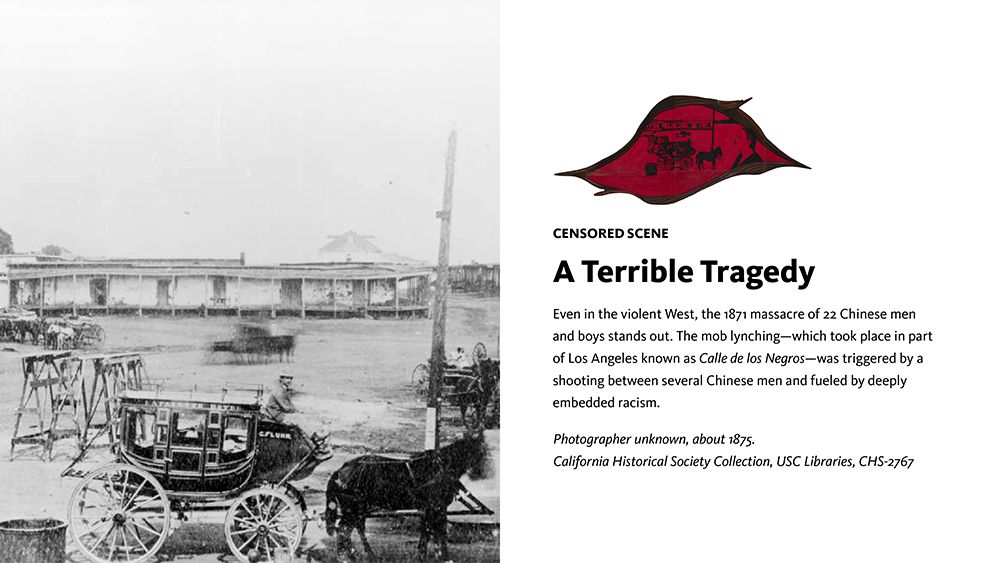 C. FLUHR
CENSORED SCENE
A Terrible Tragedy
Even in the violent West, the 1871 massacre of 22 Chinese men
and boys stands out. The mob lynching—which took place in part
of Los Angeles known as Calle de los Negros—was triggered by a
shooting between several Chinese men and fueled by deeply
embedded racism.
Photographer unknown, about 1875.
California Historical Society Collection, USC Libraries, CHS-2767